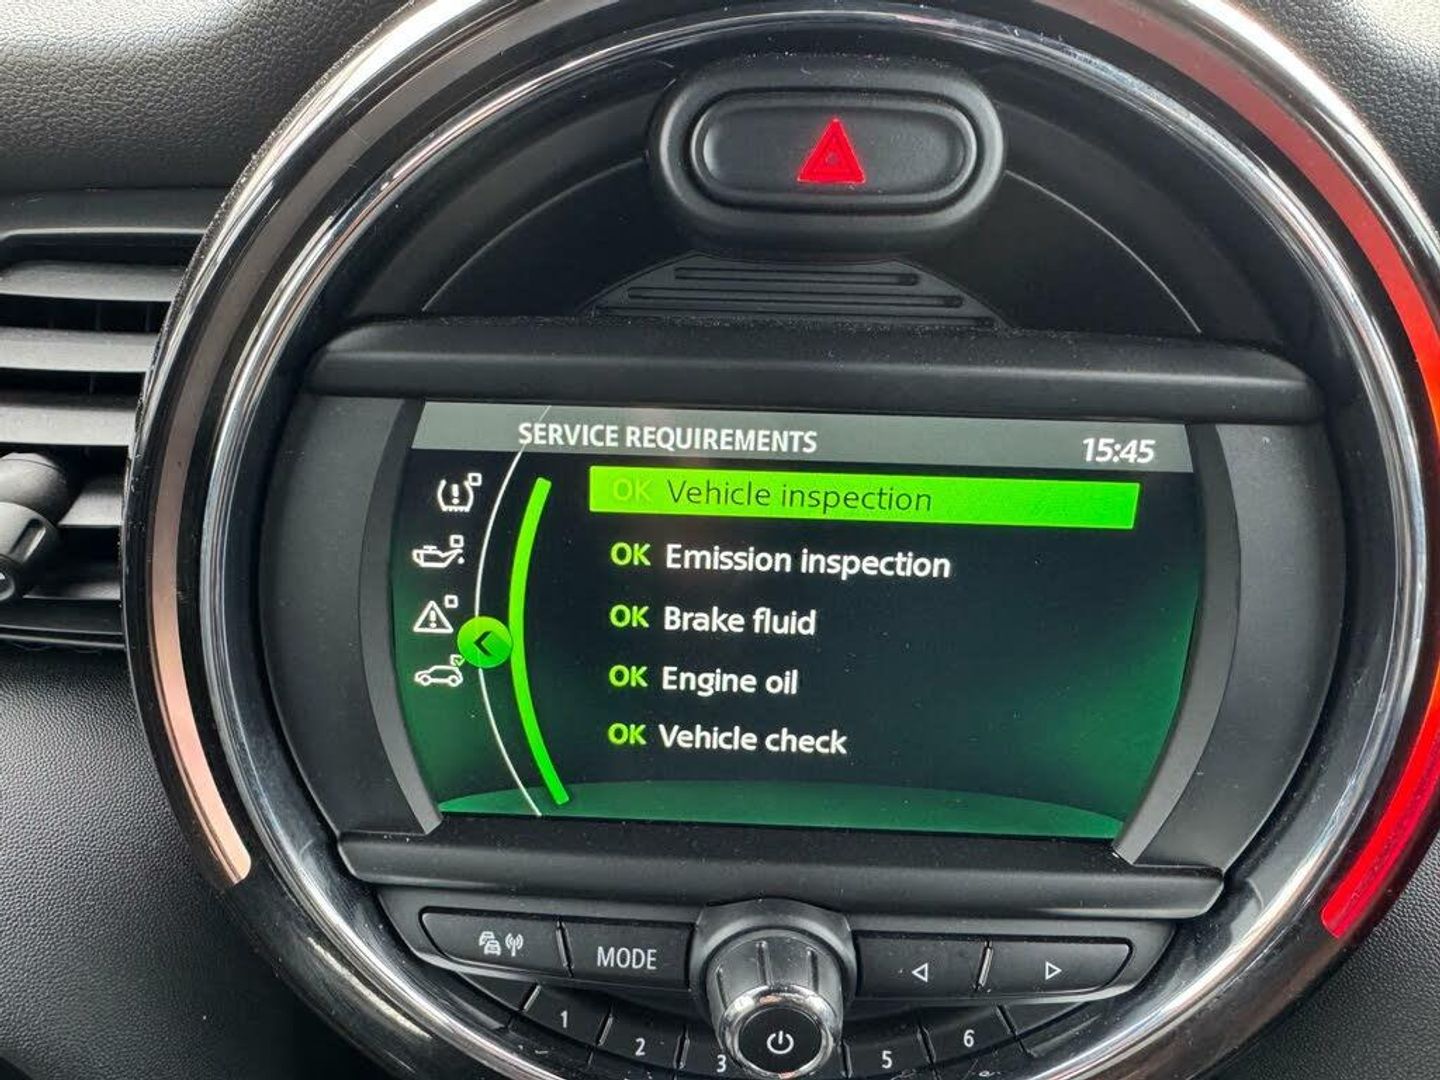 SERVICE REQUIREMENTS 15:45
OK Vehicle inspection
OK Emission inspection
OK Brake fluid
OK Engine oil
OK Vehicle check
MODE
1 2 3 5 6